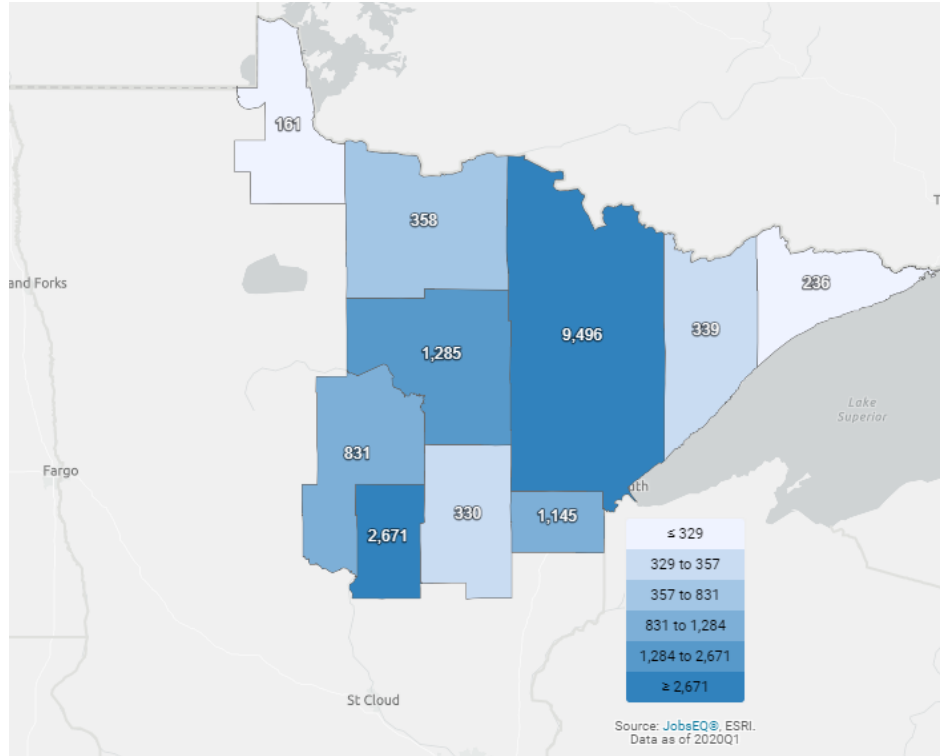 161
358
236
and Forks
339
9,496
1,285
Lake
Superior
831
Fargo
uth
330
1,145
2,671
≤ 329
329 to 357
357 to 831
831 to 1,284
1,284 to 2,671
≥ 2,671
St Cloud
Source: JobsEQ®, ESRI.
Data as of 2020Q1